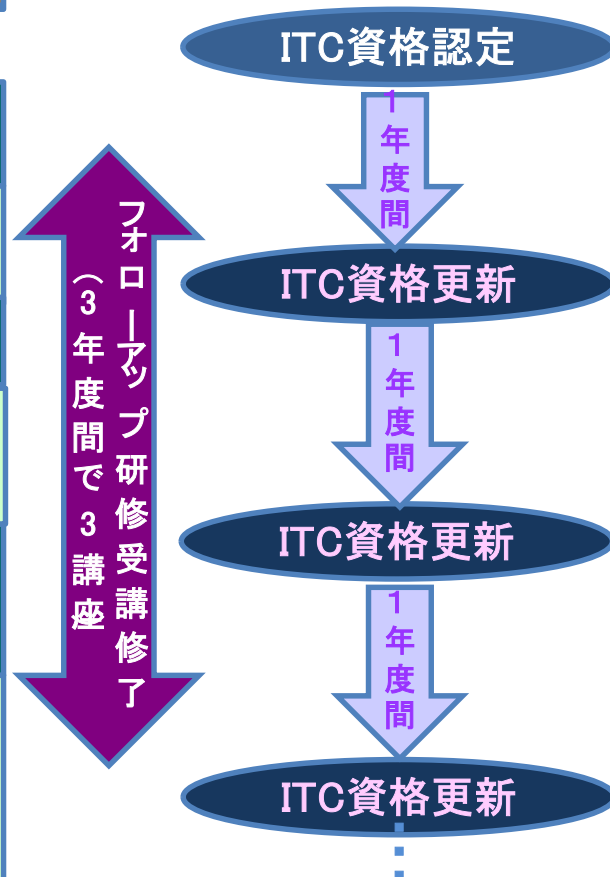 ITC資格認定
1年度間
ITC資格更新
1年度間
ITC資格更新
1年度間
ITC資格更新
フォローアップ研修受講修了
（3年度間で3講座）